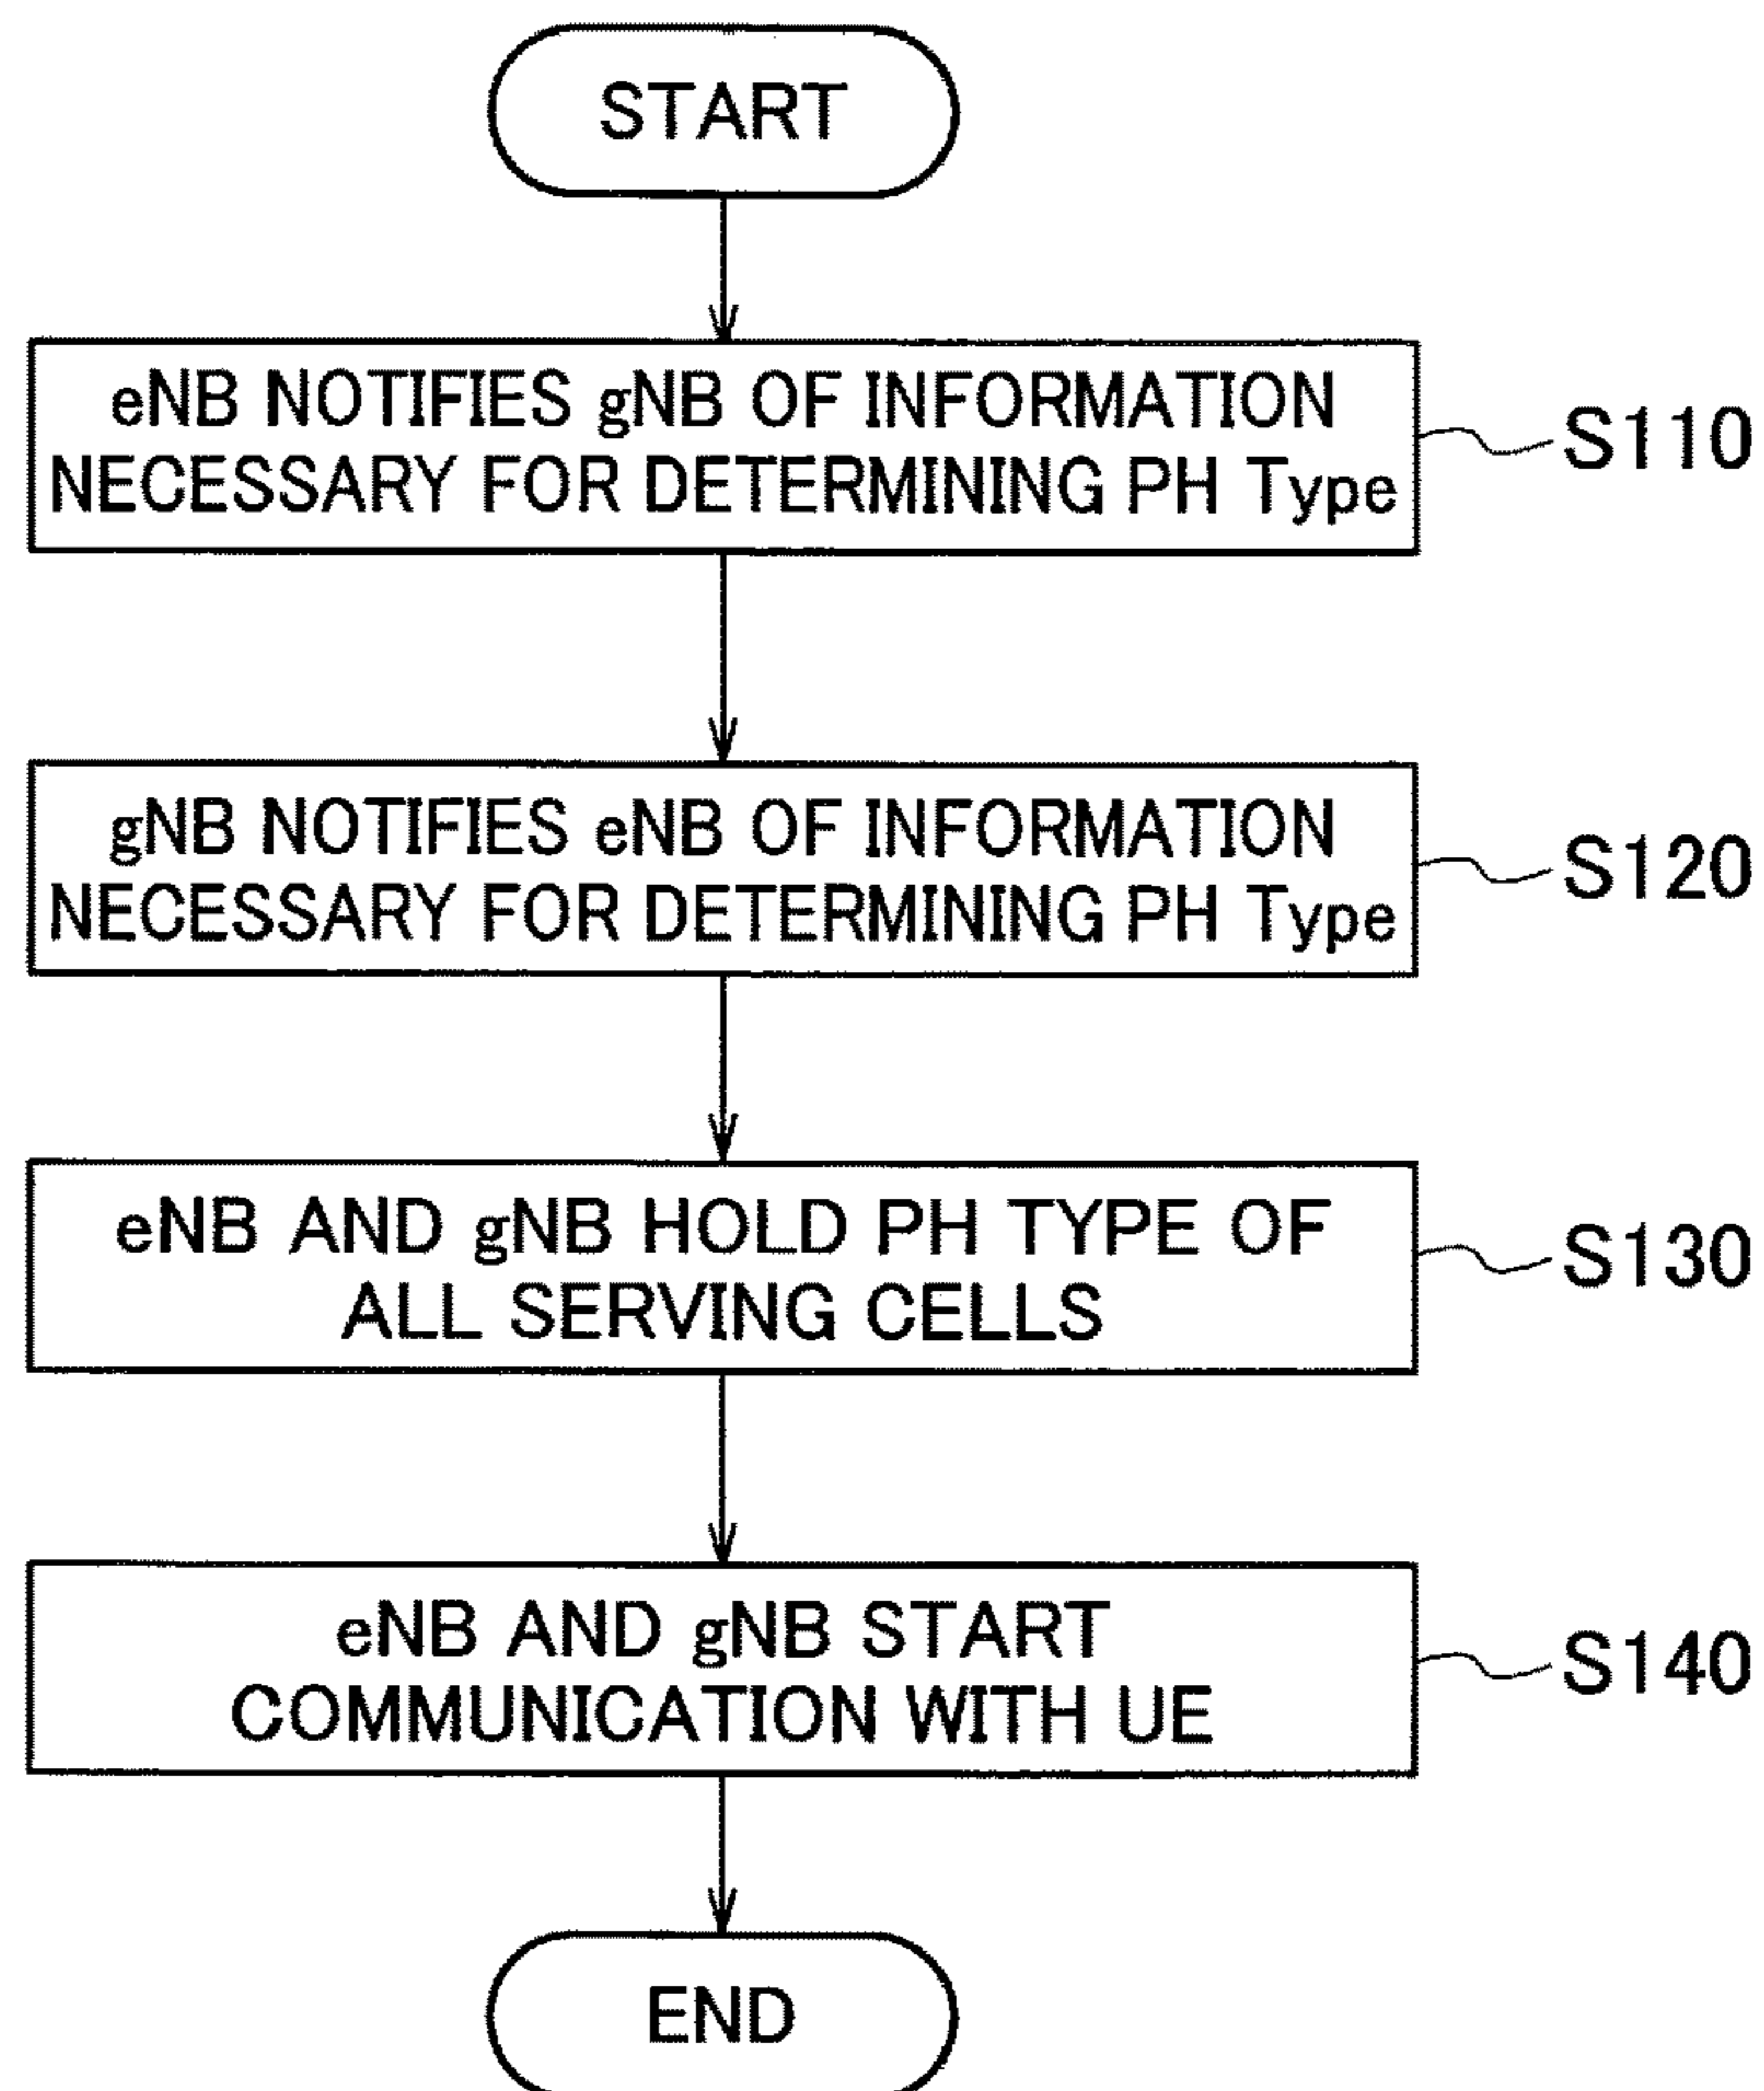 START
eNB NOTIFIES gNB OF INFORMATION
NECESSARY FOR DETERMINING PH Type
S110
gNB NOTIFIES eNB OF INFORMATION
NECESSARY FOR DETERMINING PH Type
S120
eNB AND gNB HOLD PH TYPE OF
ALL SERVING CELLS
S130
eNB AND gNB START
COMMUNICATION WITH UE
S140
END